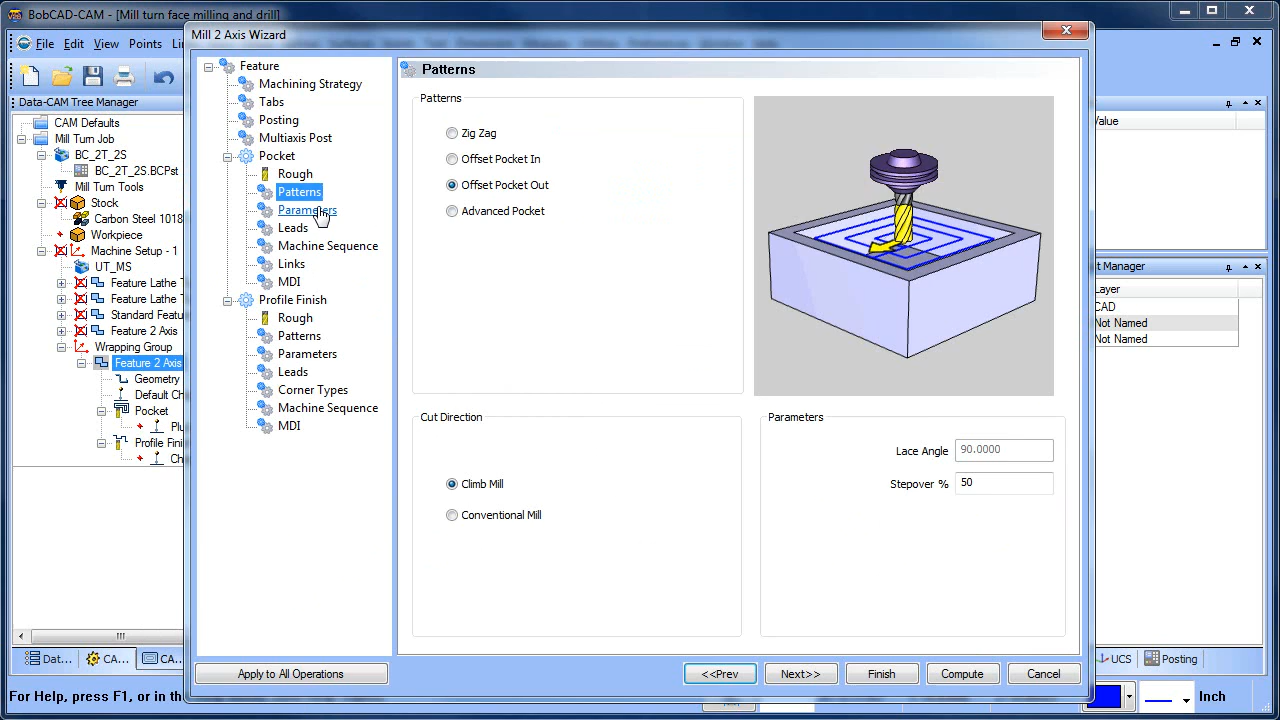 BobCAD-CAM - [Mill turn face milling and drill]
File Edit View Points
Data-CAM Tree Manager
CAM Defaults
Mill Turn Job
BC_2T_2S
BC_2T_2S.BCPst
Mill Turn Tools
Stock
Carbon Steel 1018
Workpiece
Machine Setup - 1
UT_MS
Feature Lathe T
Feature Lathe T
Standard Featur
Feature 2 Axis
Wrapping Group
Feature 2 Axis
Geometry
Default Ch
Pocket
Plu
Profile Fini
Ch
Dat... CA... CA...
For Help, press F1, or in th
Mill 2 Axis Wizard
Feature
Machining Strategy
Tabs
Posting
Multiaxis Post
Pocket
Rough
Patterns
Parameters
Leads
Machine Sequence
Links
MDI
Profile Finish
Rough
Patterns
Parameters
Leads
Corner Types
Machine Sequence
MDI
Patterns
Patterns
Zig Zag
Offset Pocket In
Offset Pocket Out
Advanced Pocket
Cut Direction
Climb Mill
Conventional Mill
Parameters
Lace Angle 90.0000
Stepover % 50
Apply to All Operations
<<Prev Next>> Finish Compute Cancel
Value
t Manager
Layer
CAD
Not Named
Not Named
UCS Posting
Inch